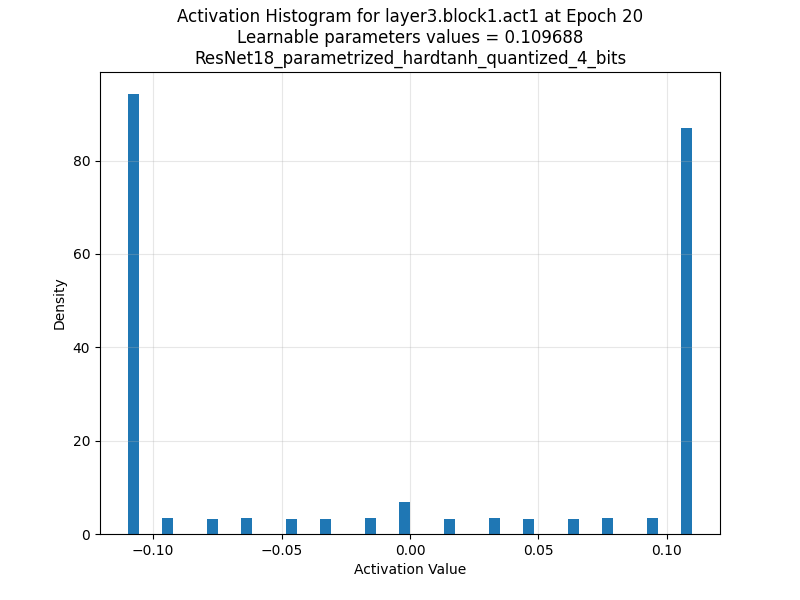 Activation Histogram for layer3.block1.act1 at Epoch 20
Learnable parameters values = 0.109688
ResNet18_parametrized_hardtanh_quantized_4_bits
80
60
40
20
0
Density
−0.10
−0.05
0.00
0.05
0.10
Activation Value